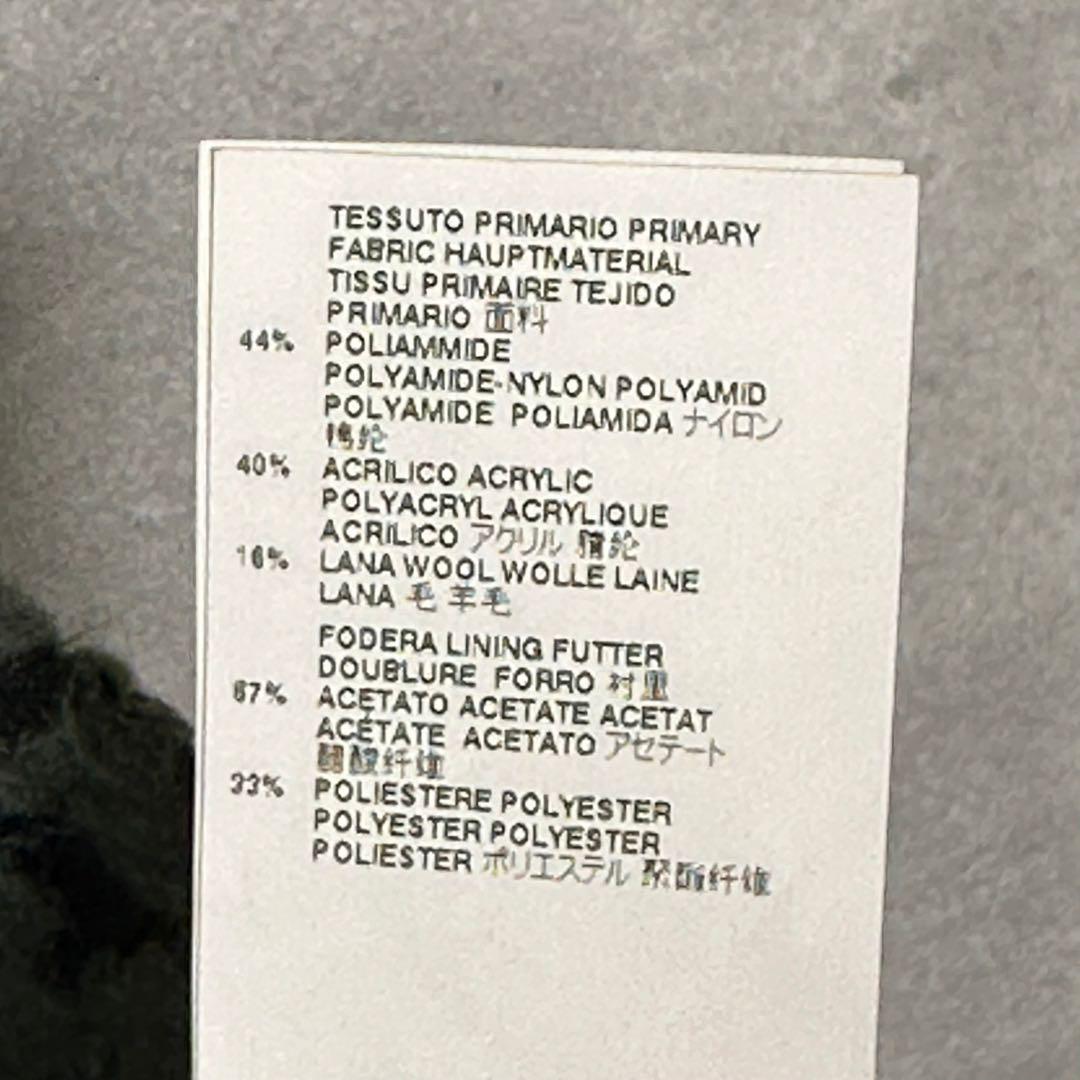 TESSUTO PRIMARIO PRIMARY
FABRIC HAUPTMATERIAL
TISSU PRIMAIRE TEJIDO
PRIMARIO 面料
44% POLIAMMIDE
POLYAMIDE-NYLON POLYAMID
POLYAMIDE POLIAMIDA ナイロン
锦纶
40% ACRILICO ACRYLIC
POLYACRYL ACRYLIQUE
ACRILICO アクリル 腈纶
16% LANA WOOL WOLLE LAINE
LANA 毛 羊毛
FODERA LINING FUTTER
DOUBLURE FORRO 衬里
67% ACETATO ACETATE ACETAT
ACÉTATE ACETATO アセテート
醋酸纤维
33% POLIESTERE POLYESTER
POLYESTER POLYESTER
POLIESTER ポリエステル 聚酯纤维